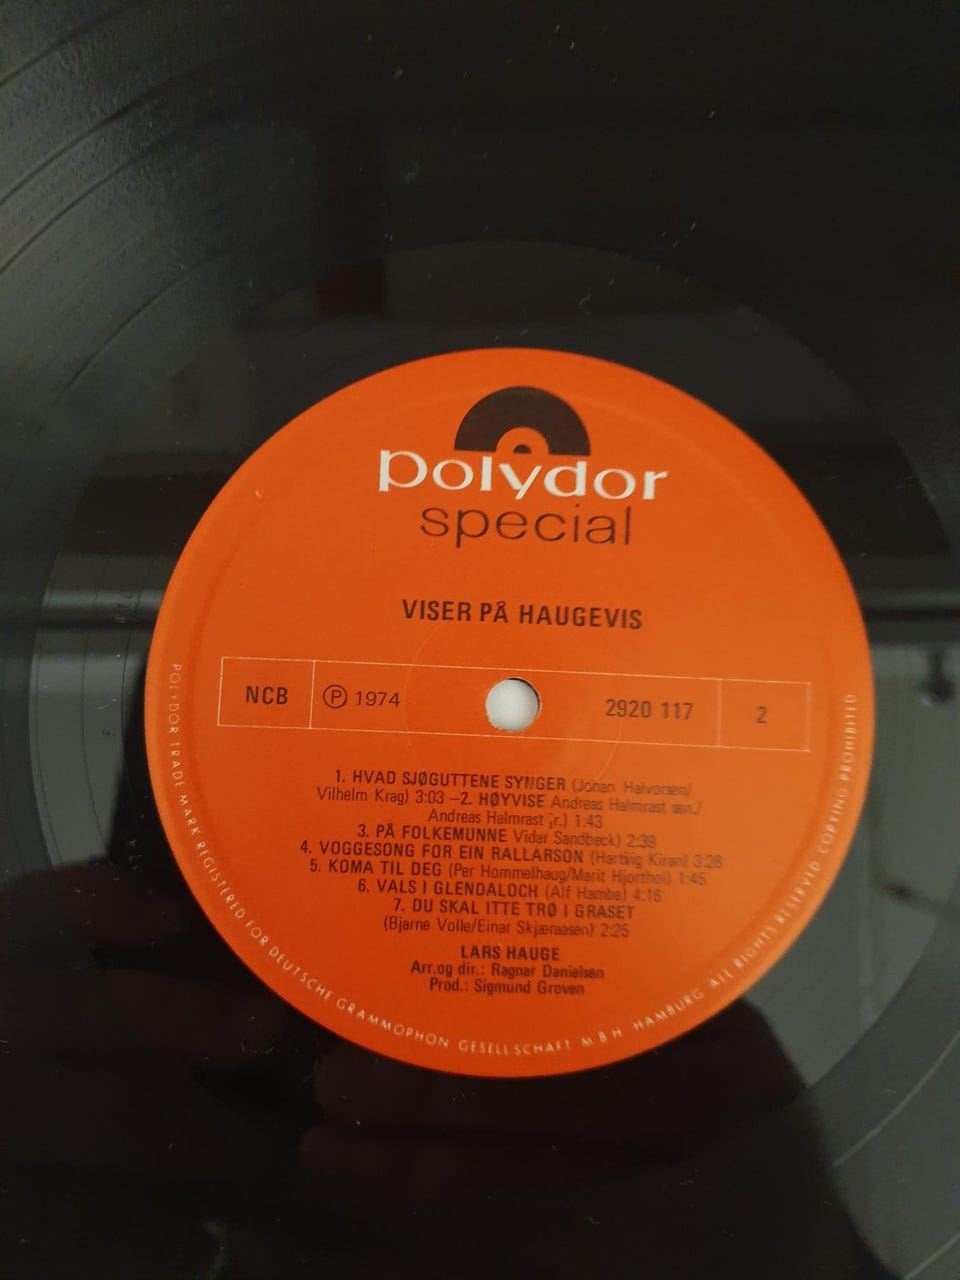 polydor
special
VISER PÅ HAUGEVIS
NCB ℗ 1974 2920 117 2
1. HVAD SJØGUTTENE SYNGER (Johan Halvorsen/
Vilhelm Krag) 3:03 –2. HØYVISE Andreas Halmrast sen./
Andreas Halmrast jr.) 1:43
3. PÅ FOLKEMUNNE Vidar Sandbeck) 2:39
4. VOGGESONG FOR EIN RALLARSON (Hartvig Kiran) 3:28
5. KOMA TIL DEG (Per Hommelhaug/Marit Hjorthol) 1:45
6. VALS I GLENDALOCH (Alf Hambe) 4:16
7. DU SKAL ITTE TRØ I GRASET
(Bjarne Volle/Einar Skjæraasen) 2:25
LARS HAUGE
Arr.og dir.: Ragnar Danielsen
Prod.: Sigmund Groven
POLYDOR TRADE MARK REGISTERED FOR DEUTSCHE GRAMMOPHON GESELLSCHAFT M B H HAMBURG ALL RIGHTS RESERVED COPYING PROHIBITED